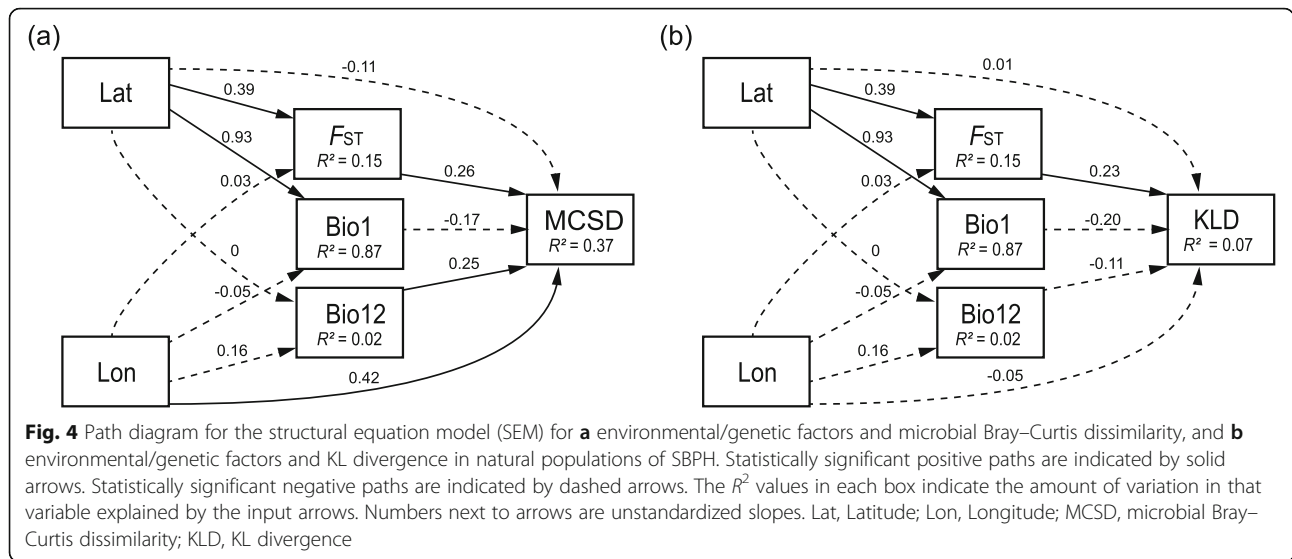 (a)
Lat
Lon
-0.11
0.39
0.93
0.03
0
-0.05
0.16
0.42
FST
R² = 0.15
Bio1
R² = 0.87
Bio12
R² = 0.02
0.26
-0.17
0.25
MCSD
R² = 0.37
(b)
Lat
Lon
0.01
0.39
0.93
0.03
0
-0.05
0.16
-0.05
FST
R² = 0.15
Bio1
R² = 0.87
Bio12
R² = 0.02
0.23
-0.20
-0.11
KLD
R² = 0.07
Fig. 4 Path diagram for the structural equation model (SEM) for a environmental/genetic factors and microbial Bray–Curtis dissimilarity, and b
environmental/genetic factors and KL divergence in natural populations of SBPH. Statistically significant positive paths are indicated by solid
arrows. Statistically significant negative paths are indicated by dashed arrows. The R² values in each box indicate the amount of variation in that
variable explained by the input arrows. Numbers next to arrows are unstandardized slopes. Lat, Latitude; Lon, Longitude; MCSD, microbial Bray–
Curtis dissimilarity; KLD, KL divergence